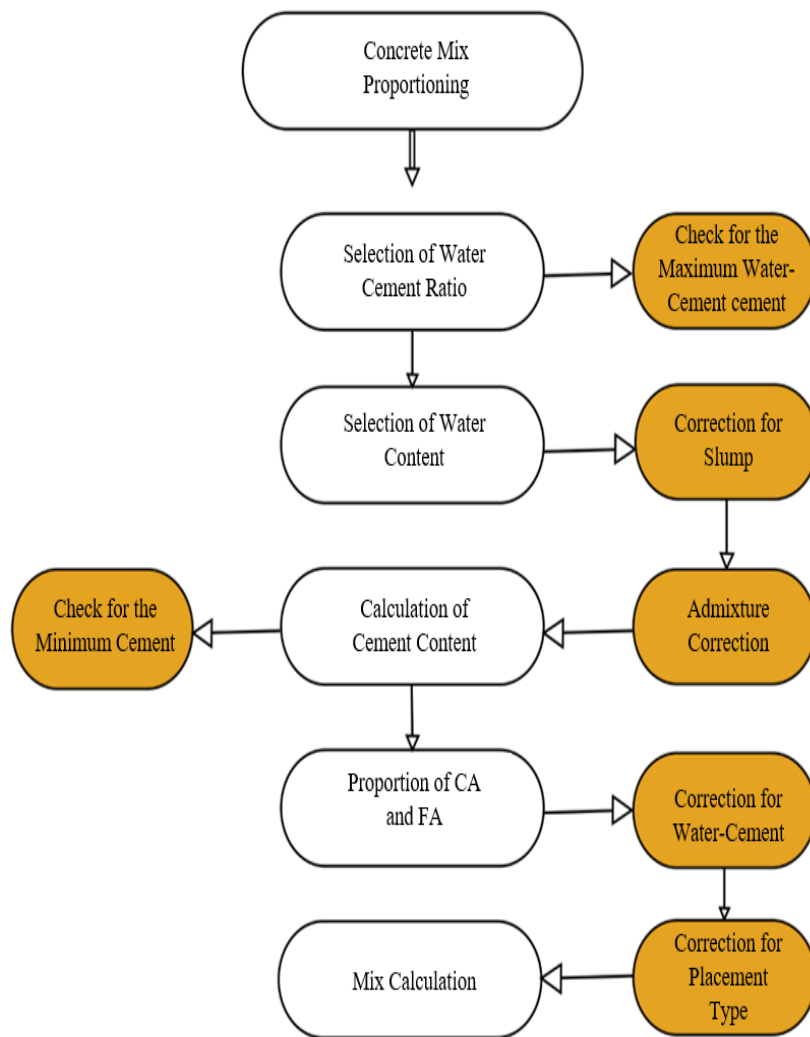 Concrete Mix
Proportioning
Selection of Water
Cement Ratio
Check for the
Maximum Water-
Cement cement
Selection of Water
Content
Correction for
Slump
Check for the
Minimum Cement
Calculation of
Cement Content
Admixture
Correction
Proportion of CA
and FA
Correction for
Water-Cement
Mix Calculation
Correction for
Placement
Type